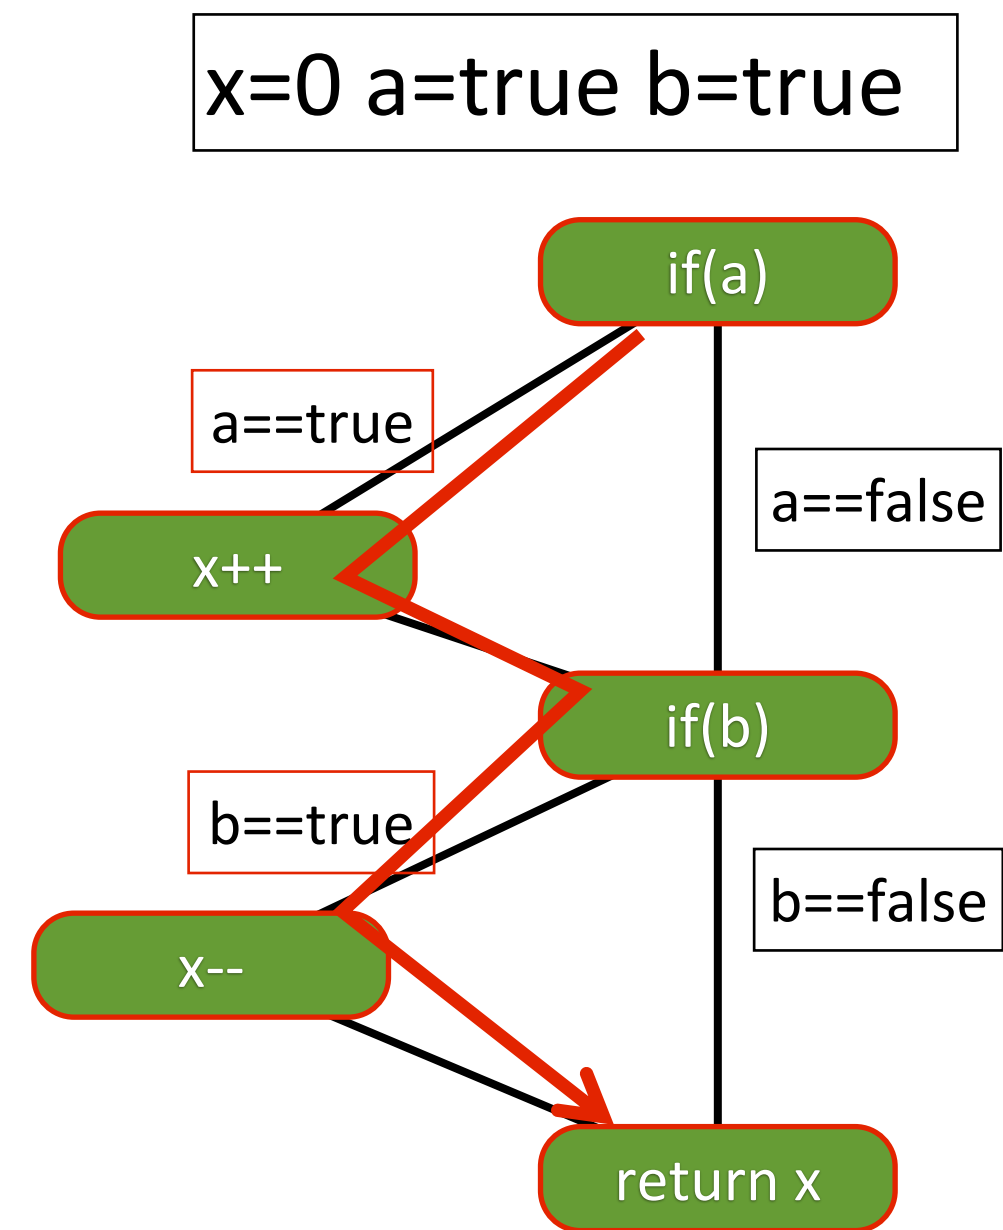 x=0 a=true b=true
if(a)
a==true
a==false
x++
if(b)
b==true
b==false
x--
return x